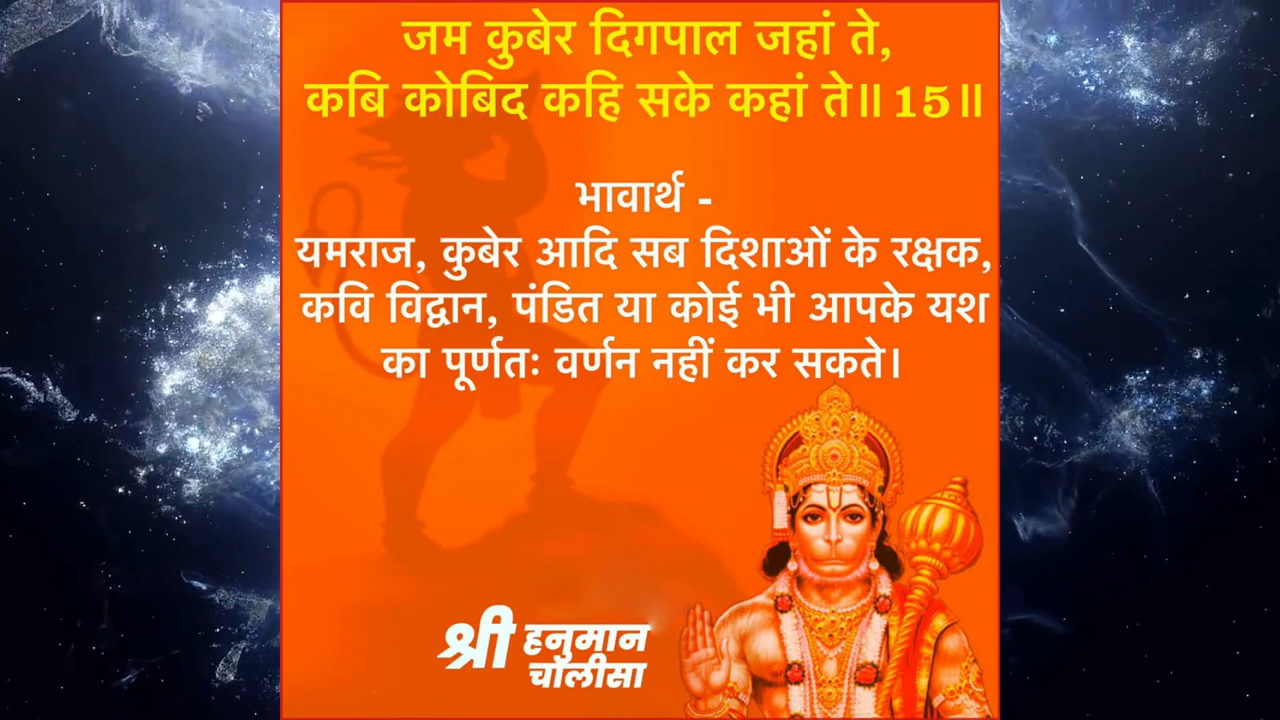 जम कुबेर दिगपाल जहां ते,
कबि कोबिद कहि सके कहां ते॥ 15॥
भावार्थ -
यमराज, कुबेर आदि सब दिशाओं के रक्षक,
कवि विद्वान, पंडित या कोई भी आपके यश
का पूर्णतः वर्णन नहीं कर सकते।
श्री हनुमान
चालीसा